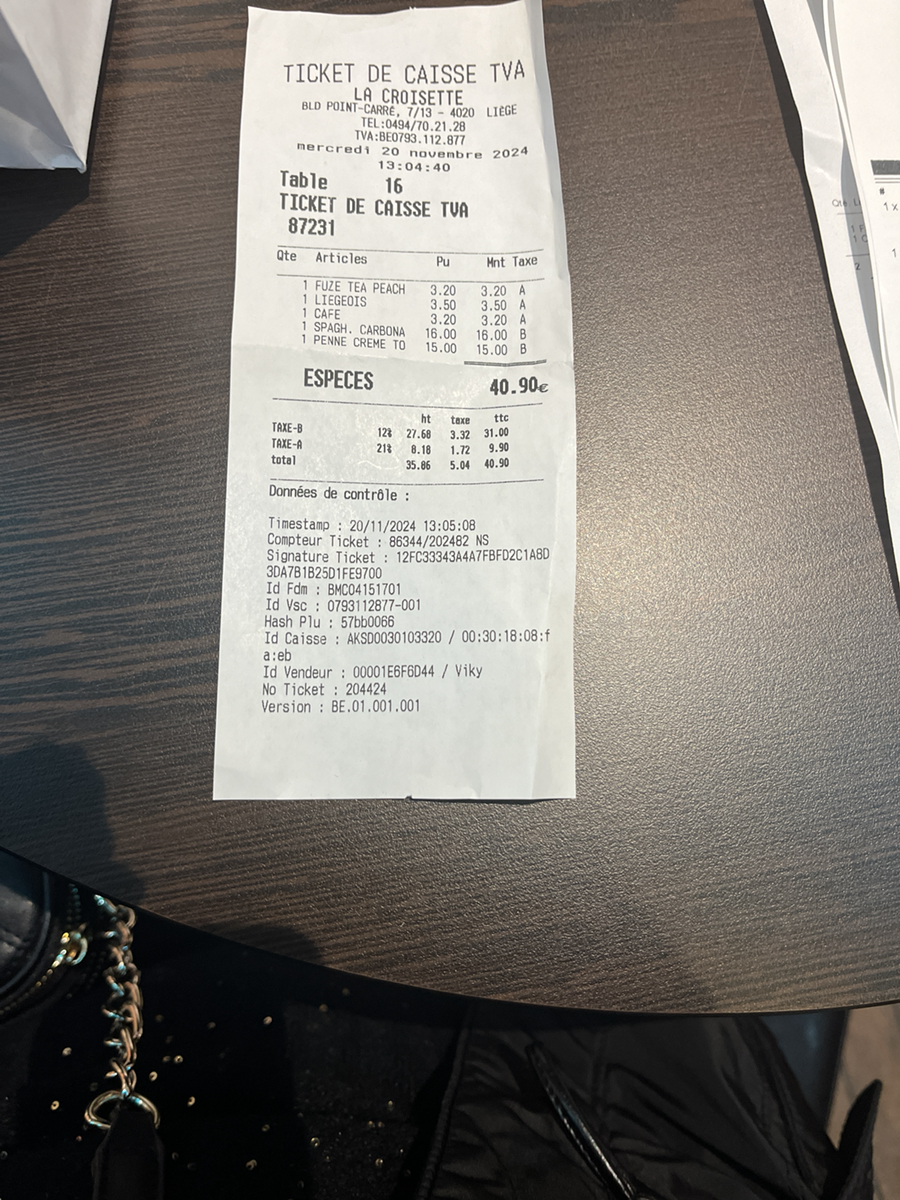 TICKET DE CAISSE TVA
LA CROISETTE
BLD POINT-CARRÉ, 7/13 - 4020 LIÈGE
TEL:0494/70.21.28
TVA:BE0793.112.877
mercredi 20 novembre 2024
13:04:40
Table 16
TICKET DE CAISSE TVA
87231
Qte Articles Pu Mnt Taxe
1 FUZE TEA PEACH 3.20 3.20 A
1 LIEGEOIS 3.50 3.50 A
1 CAFE 3.20 3.20 A
1 SPAGH. CARBONA 16.00 16.00 B
1 PENNE CREME TO 15.00 15.00 B
ESPECES 40.90€
ht taxe ttc
TAXE-B 12% 27.68 3.32 31.00
TAXE-A 21% 8.18 1.72 9.90
total 35.86 5.04 40.90
Données de contrôle :
Timestamp : 20/11/2024 13:05:08
Compteur Ticket : 86344/202482 NS
Signature Ticket : 12FC33343A4A7FBFD2C1A8D
3DA7B1B25D1FE9700
Id Fdm : BMC04151701
Id Vsc : 0793112877-001
Hash Plu : 57bb0066
Id Caisse : AKSD0030103320 / 00:30:18:08:f
a:eb
Id Vendeur : 00001E6F6D44 / Viky
No Ticket : 204424
Version : BE.01.001.001
#
1 x
Qte
1
1
2
1